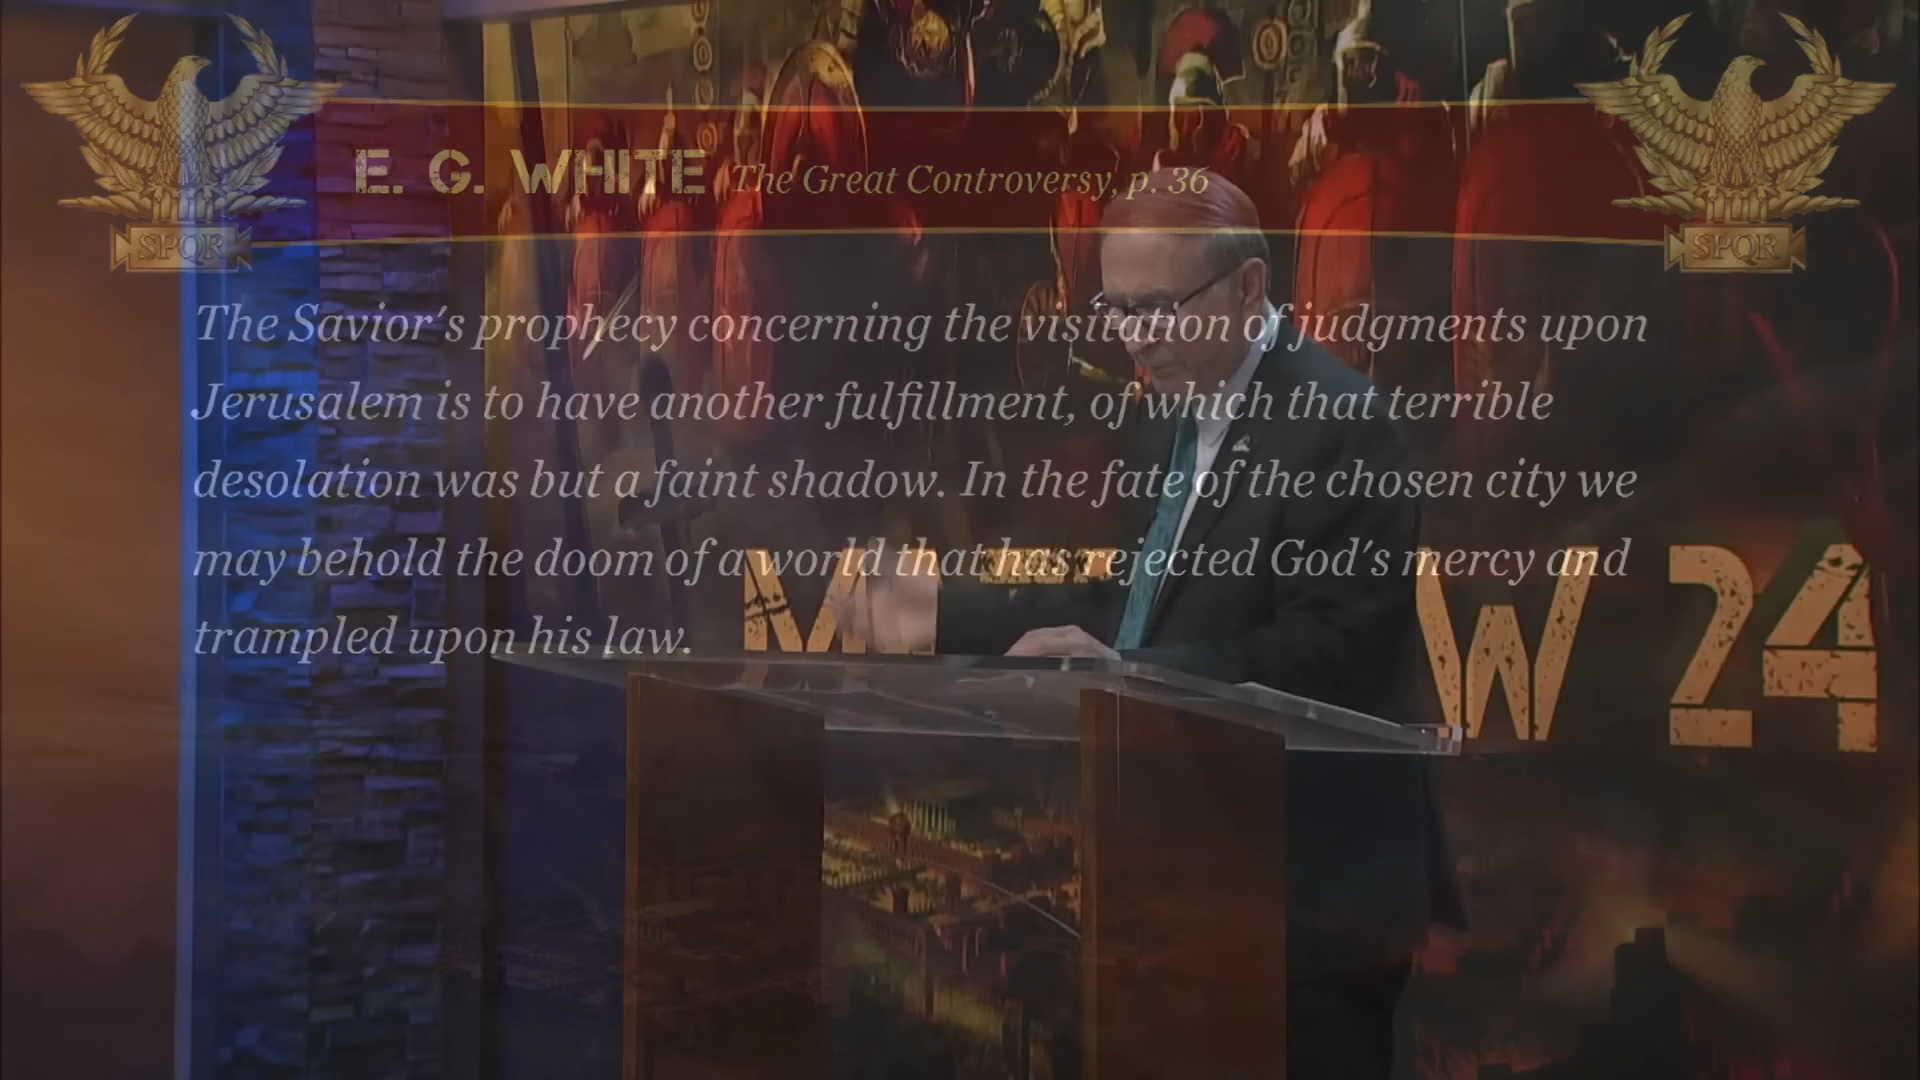 E. G. WHITE The Great Controversy, p. 36
SPQR
SPQR
The Savior's prophecy concerning the visitation of judgments upon
Jerusalem is to have another fulfillment, of which that terrible
desolation was but a faint shadow. In the fate of the chosen city we
may behold the doom of a world that has rejected God's mercy and
trampled upon his law.
W 24